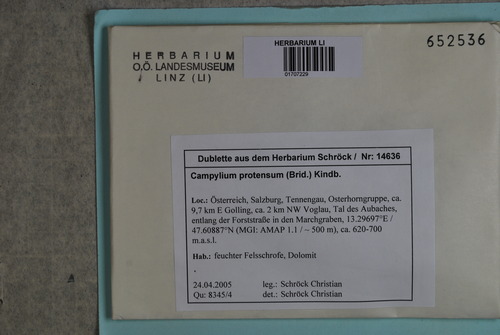 HERBARIUM
O.Ö. LANDESMUSEUM
LINZ (LI)
HERBARIUM LI
01707229
652536
Dublette aus dem Herbarium Schröck / Nr: 14636
Campylium protensum (Brid.) Kindb.
Loc.: Österreich, Salzburg, Tennengau, Osterhorngruppe, ca.
9,7 km E Golling, ca. 2 km NW Voglau, Tal des Aubaches,
entlang der Forststraße in den Marchgraben, 13.29697°E /
47.60887°N (MGI: AMAP 1.1 / ~ 500 m), ca. 620-700
m.a.s.l.
Hab.: feuchter Felsschrofe, Dolomit
.
24.04.2005 leg.: Schröck Christian
Qu: 8345/4 det.: Schröck Christian